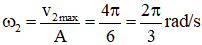 ω₂ = v₂ₘₐₓ/A = 4π/6 = 2π/3 rad/s